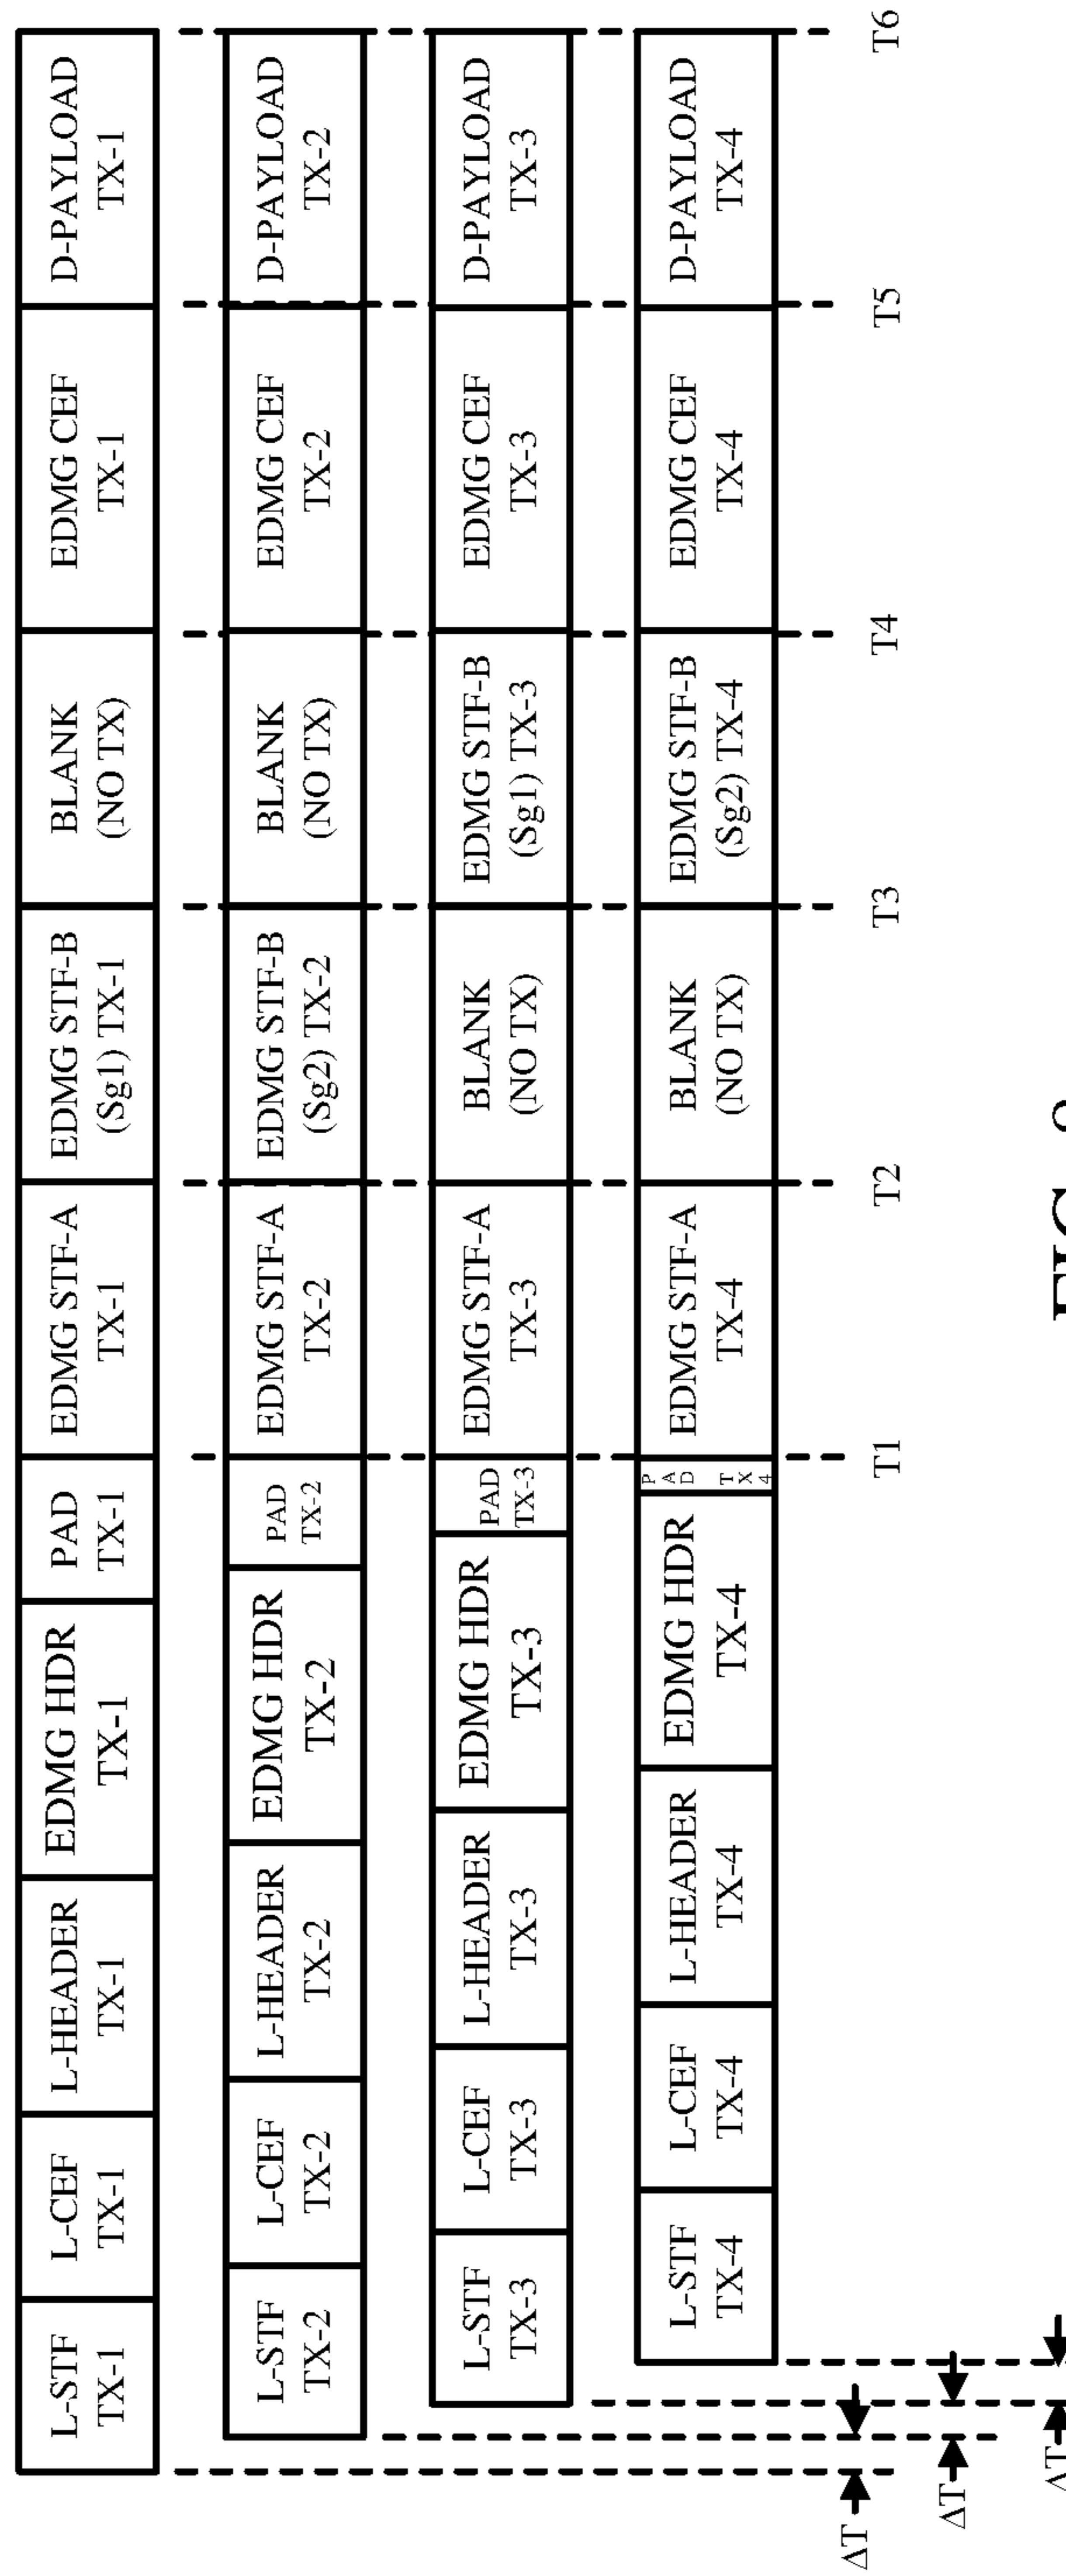 L-STF
TX-1
L-CEF
TX-1
L-HEADER
TX-1
EDMG HDR
TX-1
PAD
TX-1
EDMG STF-A
TX-1
EDMG STF-B
(Sg1) TX-1
BLANK
(NO TX)
EDMG CEF
TX-1
D-PAYLOAD
TX-1
L-STF
TX-2
L-CEF
TX-2
L-HEADER
TX-2
EDMG HDR
TX-2
PAD
TX-2
EDMG STF-A
TX-2
EDMG STF-B
(Sg2) TX-2
BLANK
(NO TX)
EDMG CEF
TX-2
D-PAYLOAD
TX-2
L-STF
TX-3
L-CEF
TX-3
L-HEADER
TX-3
EDMG HDR
TX-3
PAD
TX-3
EDMG STF-A
TX-3
BLANK
(NO TX)
EDMG STF-B
(Sg1) TX-3
EDMG CEF
TX-3
D-PAYLOAD
TX-3
L-STF
TX-4
L-CEF
TX-4
L-HEADER
TX-4
EDMG HDR
TX-4
PAD
TX4
EDMG STF-A
TX-4
BLANK
(NO TX)
EDMG STF-B
(Sg2) TX-4
EDMG CEF
TX-4
D-PAYLOAD
TX-4
ΔT
T1
T2
T3
T4
T5
T6
ΔT
ΔT
FIG.